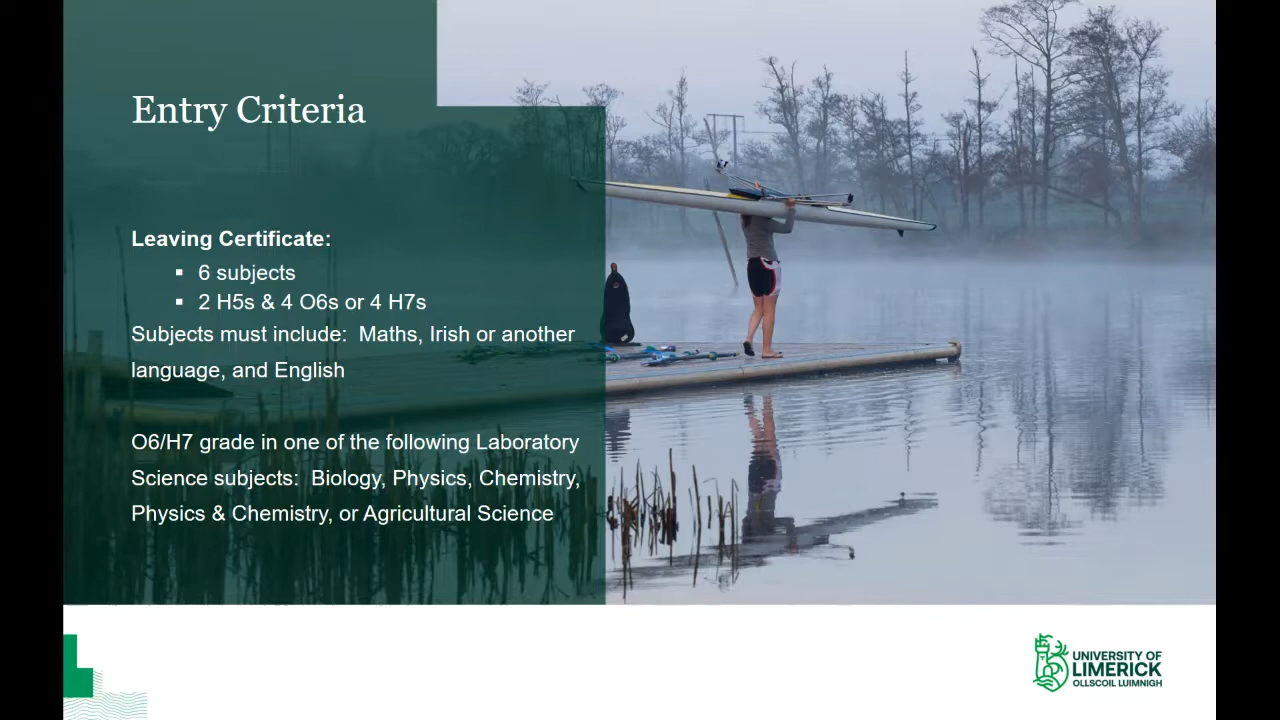 Entry Criteria
Leaving Certificate:
▪ 6 subjects
▪ 2 H5s & 4 O6s or 4 H7s
Subjects must include:  Maths, Irish or another
language, and English
O6/H7 grade in one of the following Laboratory
Science subjects:  Biology, Physics, Chemistry,
Physics & Chemistry, or Agricultural Science
UNIVERSITY OF
LIMERICK
OLLSCOIL LUIMNIGH